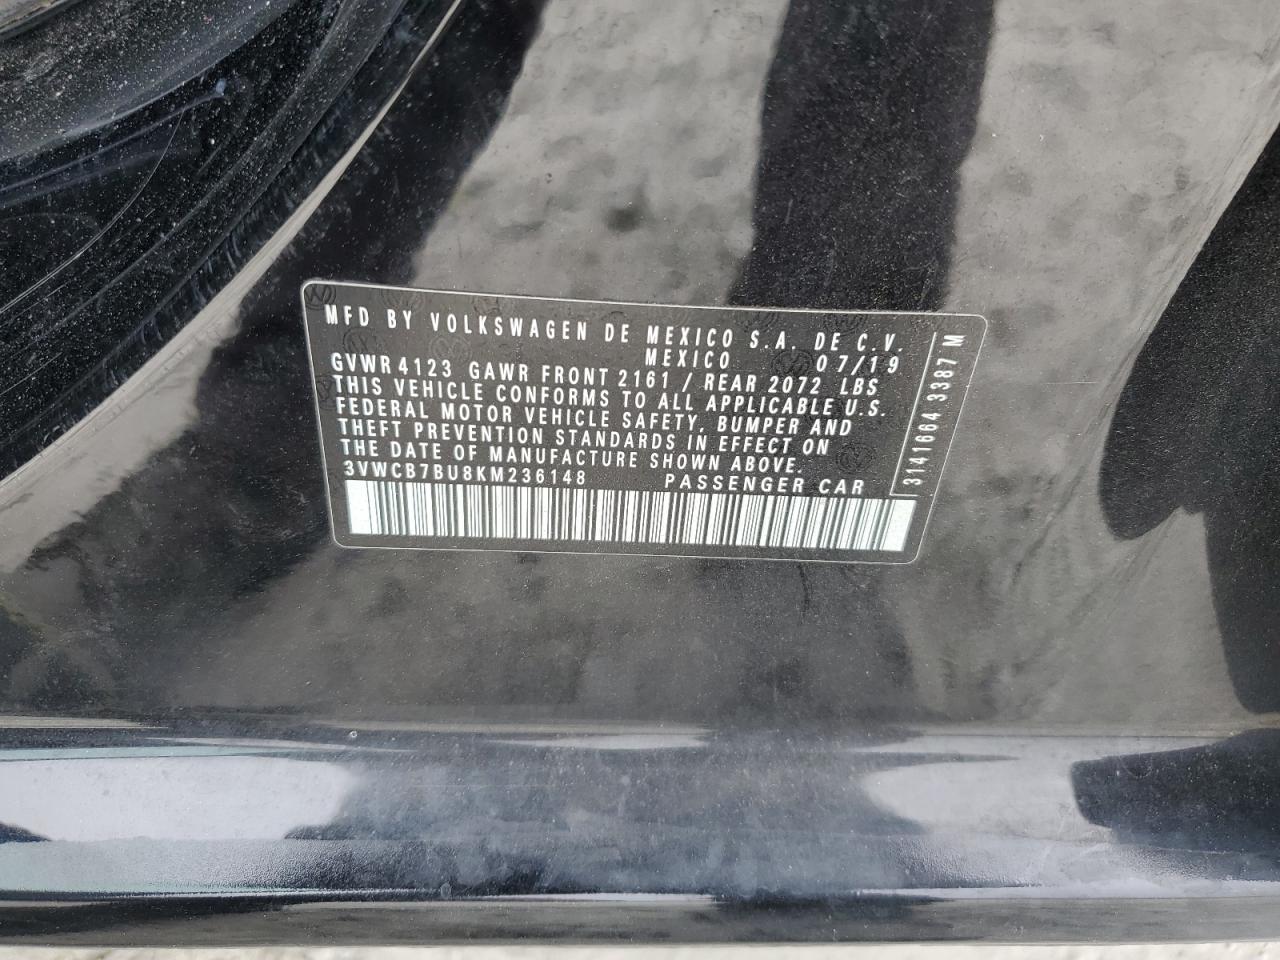 MFD BY VOLKSWAGEN DE MEXICO S.A. DE C.V.
MEXICO 07/19
GVWR 4123 GAWR FRONT 2161 / REAR 2072 LBS
THIS VEHICLE CONFORMS TO ALL APPLICABLE U.S.
FEDERAL MOTOR VEHICLE SAFETY, BUMPER AND
THEFT PREVENTION STANDARDS IN EFFECT ON
THE DATE OF MANUFACTURE SHOWN ABOVE.
3VWCB7BU8KM236148 PASSENGER CAR
3141664 3387 M